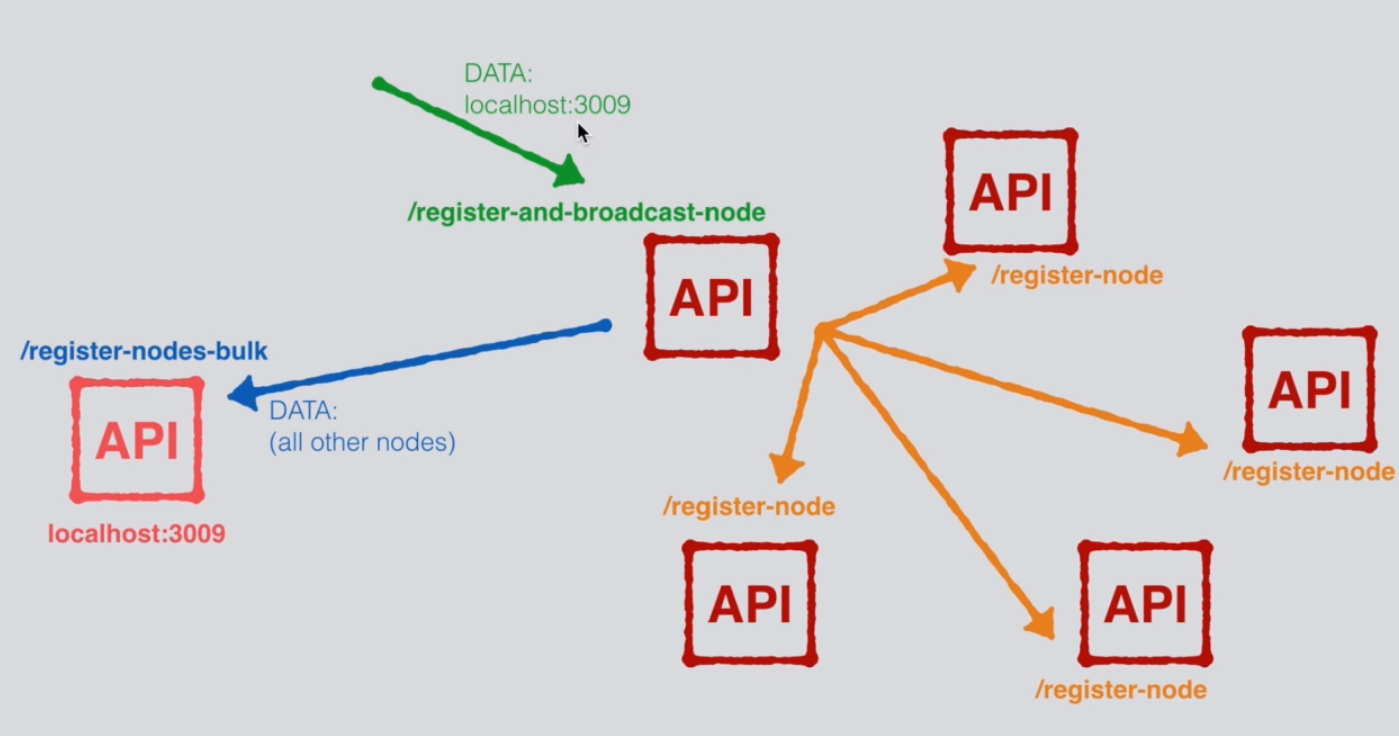 DATA:
localhost:3009
/register-and-broadcast-node
API
API
/register-node
/register-nodes-bulk
API
DATA:
(all other nodes)
localhost:3009
API
/register-node
/register-node
API
API
/register-node